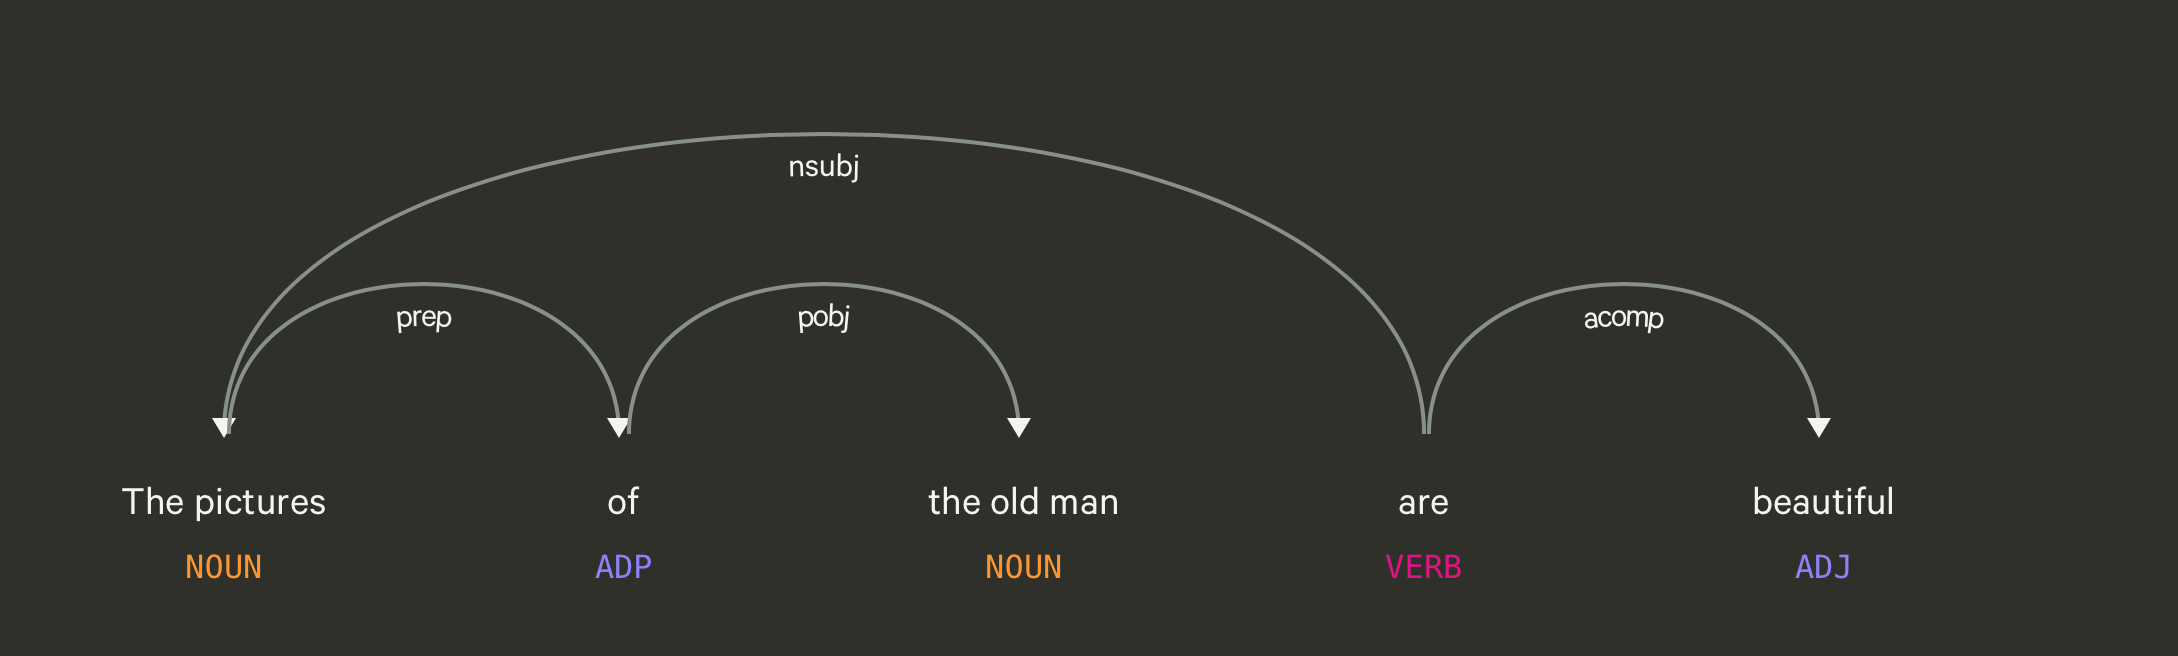 nsubj
prep pobj acomp
The pictures of the old man are beautiful
NOUN ADP NOUN VERB ADJ